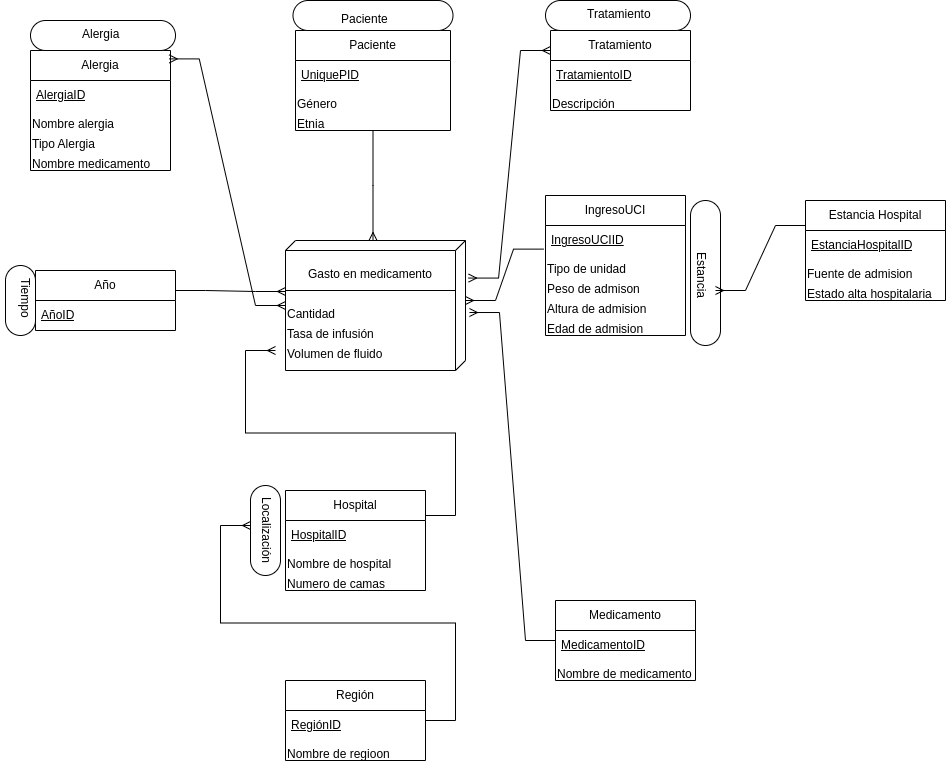 Alergia
Alergia
AlergiaID
Nombre alergia
Tipo Alergia
Nombre medicamento
Paciente
Paciente
UniquePID
Género
Etnia
Tratamiento
Tratamiento
TratamientoID
Descripción
IngresoUCI
IngresoUCIID
Tipo de unidad
Peso de admison
Altura de admision
Edad de admision
Estancia
Estancia Hospital
EstanciaHospitalID
Fuente de admision
Estado alta hospitalaria
Tiempo
Año
AñoID
Gasto en medicamento
Cantidad
Tasa de infusión
Volumen de fluido
Localización
Hospital
HospitalID
Nombre de hospital
Numero de camas
Medicamento
MedicamentoID
Nombre de medicamento
Región
RegiónID
Nombre de regioon